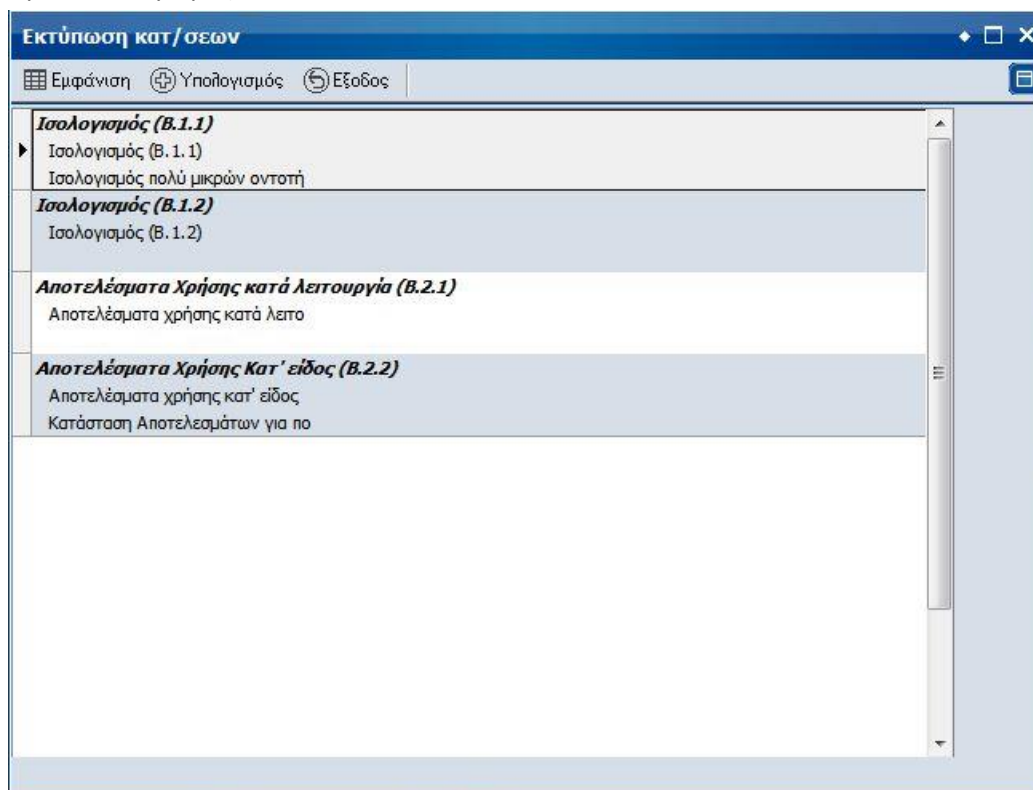 Εκτύπωση κατ/σεων
Εμφάνιση Υπολογισμός Εξοδος
Ισολογισμός (Β.1.1)
Ισολογισμός (Β.1.1)
Ισολογισμός πολύ μικρών οντοτή
Ισολογισμός (Β.1.2)
Ισολογισμός (Β.1.2)
Αποτελέσματα Χρήσης κατά λειτουργία (Β.2.1)
Αποτελέσματα χρήσης κατά λειτο
Αποτελέσματα Χρήσης Κατ' είδος (Β.2.2)
Αποτελέσματα χρήσης κατ' είδος
Κατάσταση Αποτελεσμάτων για πο